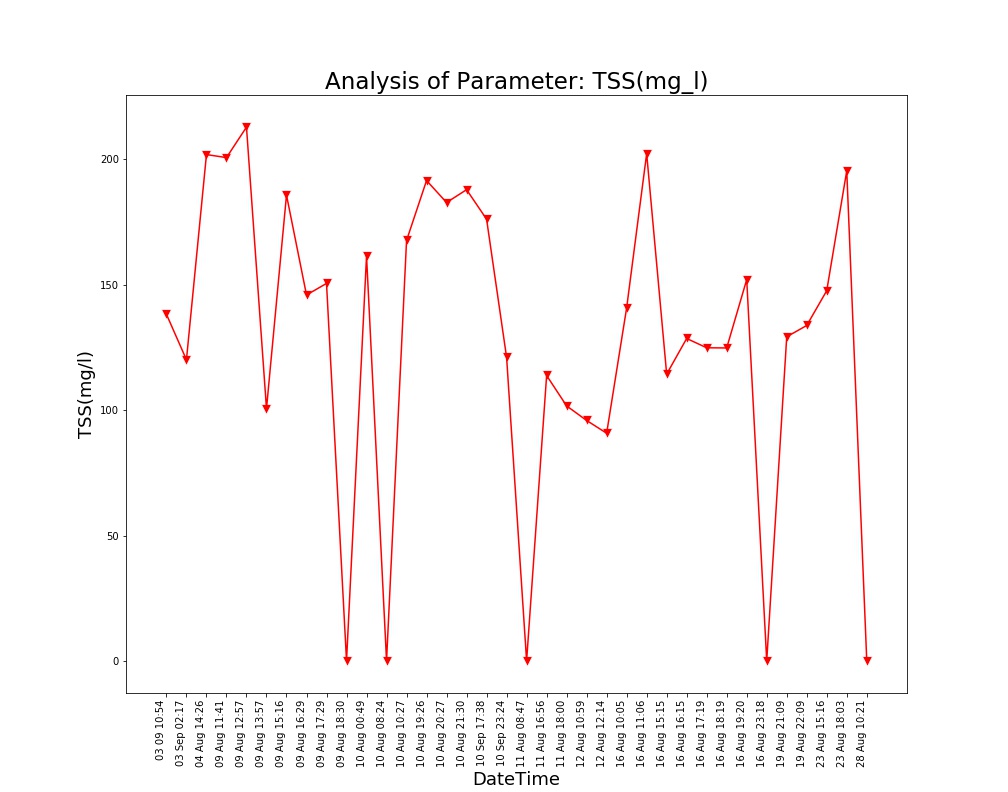 Analysis of Parameter: TSS(mg_l)
TSS(mg/l)
200
150
100
50
0
03 09 10:54
03 Sep 02:17
04 Aug 14:26
09 Aug 11:41
09 Aug 12:57
09 Aug 13:57
09 Aug 15:16
09 Aug 16:29
09 Aug 17:29
09 Aug 18:30
10 Aug 00:49
10 Aug 08:24
10 Aug 10:27
10 Aug 19:26
10 Aug 20:27
10 Aug 21:30
10 Sep 17:38
10 Sep 23:24
11 Aug 08:47
11 Aug 16:56
11 Aug 18:00
12 Aug 10:59
12 Aug 12:14
16 Aug 10:05
16 Aug 11:06
16 Aug 15:15
16 Aug 16:15
16 Aug 17:19
16 Aug 18:19
16 Aug 19:20
16 Aug 23:18
19 Aug 21:09
19 Aug 22:09
23 Aug 15:16
23 Aug 18:03
28 Aug 10:21
DateTime